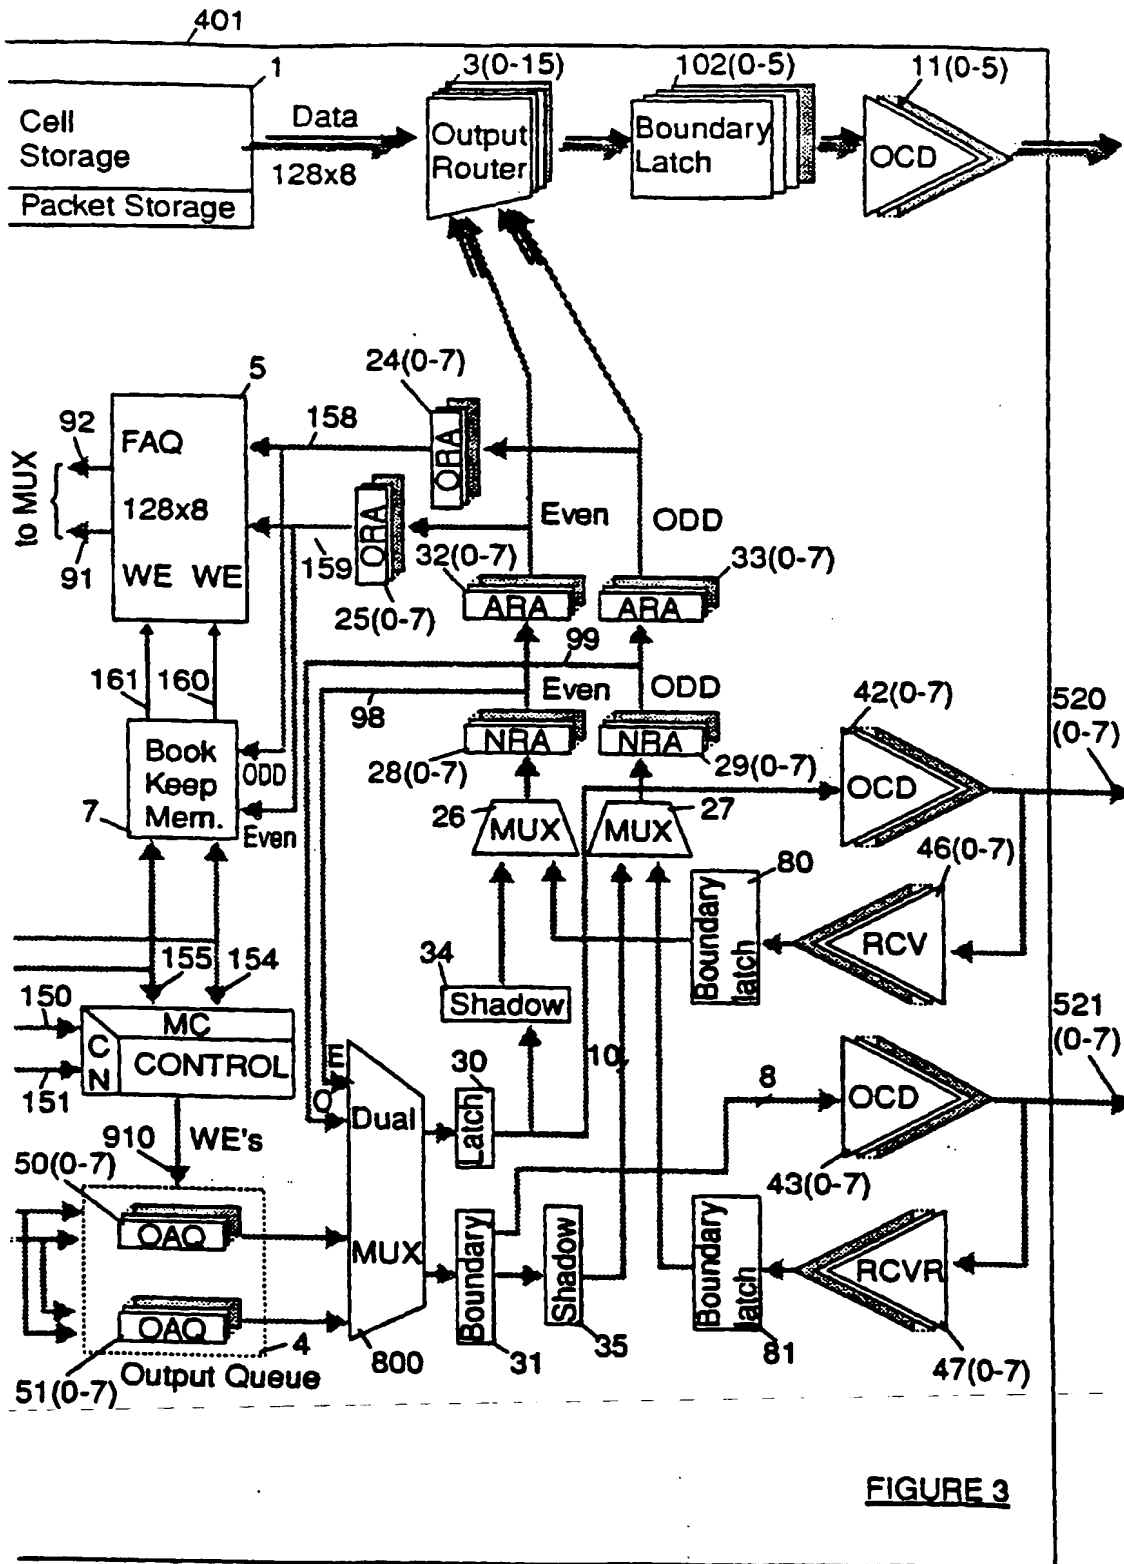 401
1
3(0-15)
102(0-5)
11(0-5)
Cell
Storage
Packet Storage
Data
128x8
Output
Router
Boundary
Latch
OCD
24(0-7)
5
158
92
FAQ
ORA
to MUX
128x8
ORA
Even
ODD
91
WE WE
159
32(0-7)
33(0-7)
ARA
ARA
25(0-7)
99
161
160
Even
ODD
98
42(0-7)
520
(0-7)
NRA
NRA
Book
Keep
Mem.
ODD
28(0-7)
29(0-7)
OCD
7
Even
26
27
MUX
MUX
80
46(0-7)
Boundary
latch
RCV
155
154
34
150
Shadow
521
(0-7)
MC
C
N
CONTROL
E
30
10
151
O
Dual
Latch
8
OCD
910
WE's
50(0-7)
43(0-7)
OAQ
MUX
Boundary
Shadow
Boundary
latch
RCVR
OAQ
4
800
31
35
81
47(0-7)
51(0-7)
Output Queue
FIGURE 3